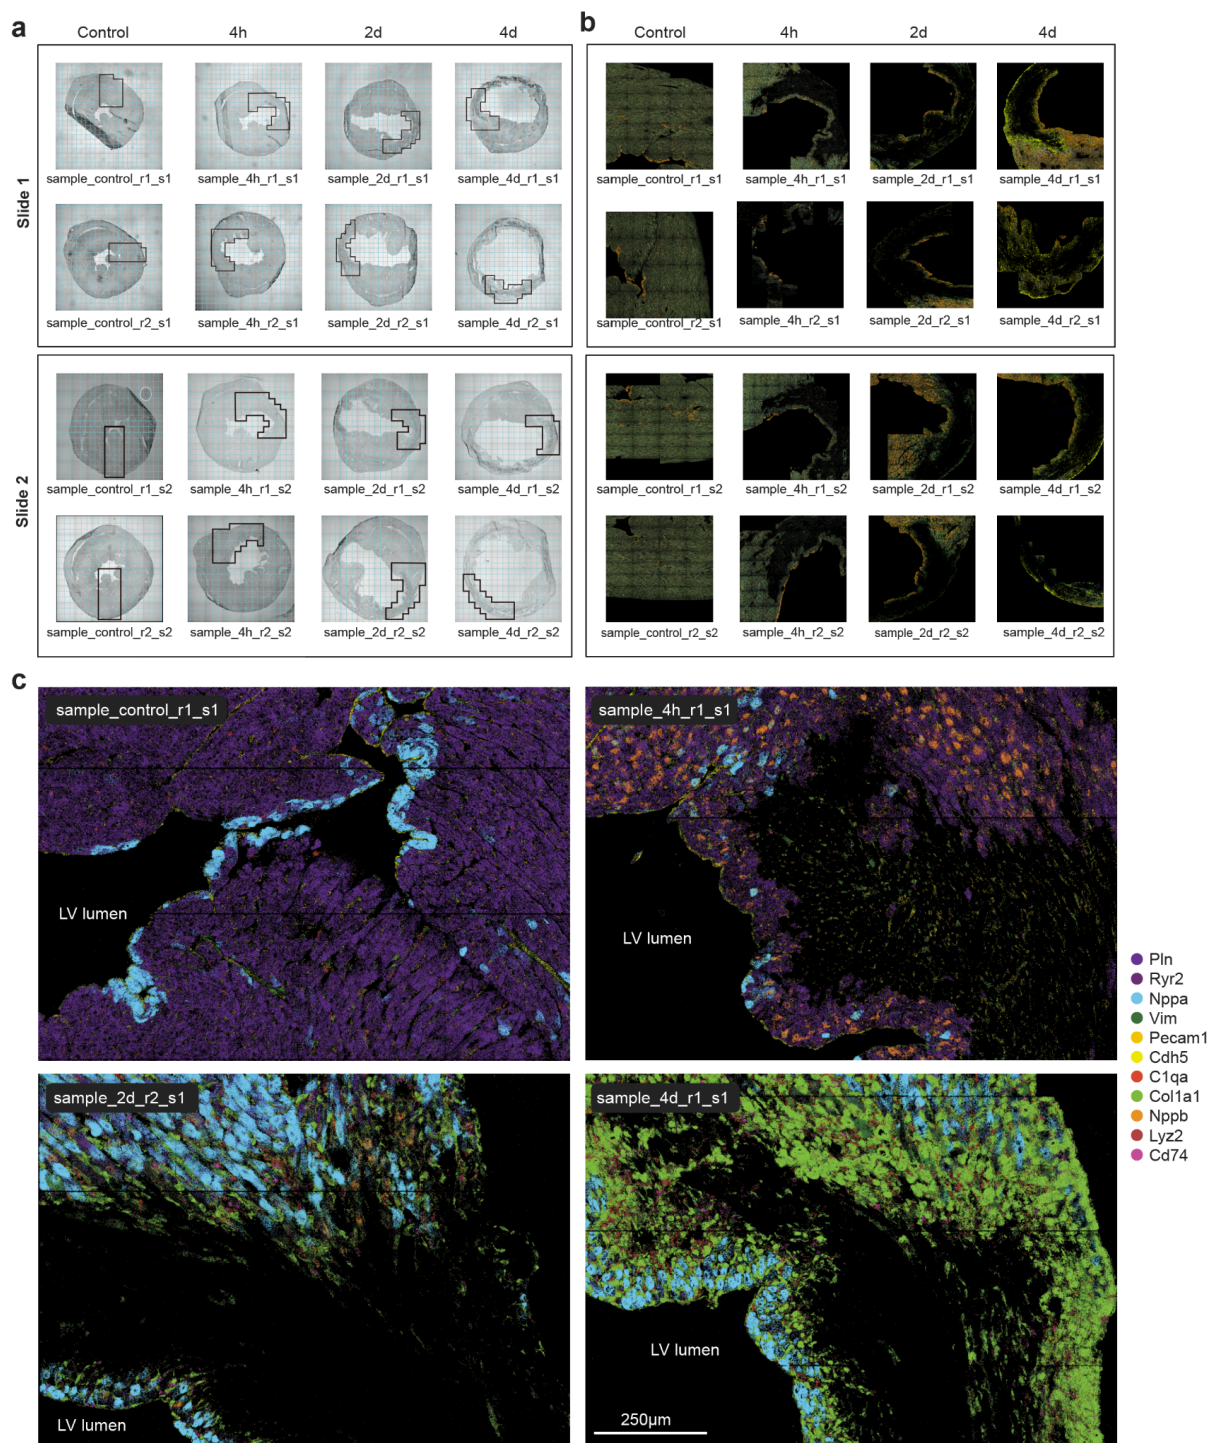 a
b
Control 4h 2d 4d
Control 4h 2d 4d
Slide 1
sample_control_r1_s1 sample_4h_r1_s1 sample_2d_r1_s1 sample_4d_r1_s1
sample_control_r1_s1 sample_4h_r1_s1 sample_2d_r1_s1 sample_4d_r1_s1
sample_control_r2_s1 sample_4h_r2_s1 sample_2d_r2_s1 sample_4d_r2_s1
sample_control_r2_s1 sample_4h_r2_s1 sample_2d_r2_s1 sample_4d_r2_s1
Slide 2
sample_control_r1_s2 sample_4h_r1_s2 sample_2d_r1_s2 sample_4d_r1_s2
sample_control_r1_s2 sample_4h_r1_s2 sample_2d_r1_s2 sample_4d_r1_s2
sample_control_r2_s2 sample_4h_r2_s2 sample_2d_r2_s2 sample_4d_r2_s2
sample_control_r2_s2 sample_4h_r2_s2 sample_2d_r2_s2 sample_4d_r2_s2
c
sample_control_r1_s1
LV lumen
sample_4h_r1_s1
LV lumen
sample_2d_r2_s1
LV lumen
sample_4d_r1_s1
LV lumen
250µm
Pln
Ryr2
Nppa
Vim
Pecam1
Cdh5
C1qa
Col1a1
Nppb
Lyz2
Cd74